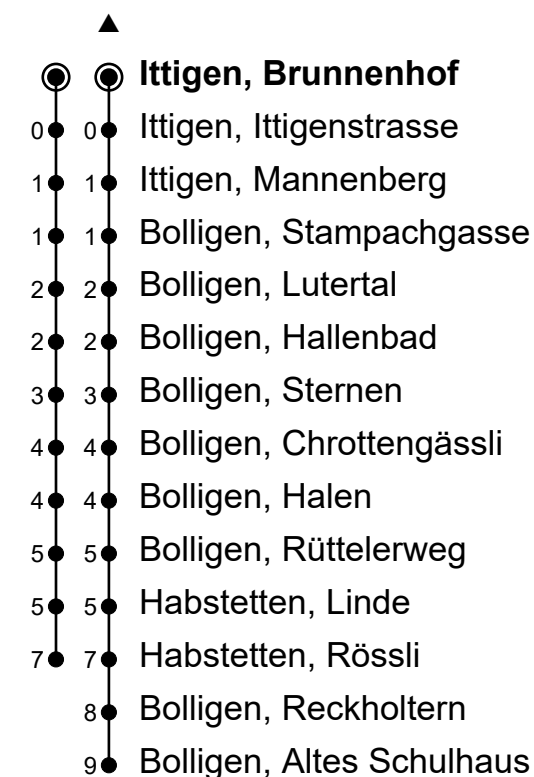 ▲
Ittigen, Brunnenhof
0 0 Ittigen, Ittigenstrasse
1 1 Ittigen, Mannenberg
1 1 Bolligen, Stampachgasse
2 2 Bolligen, Lutertal
2 2 Bolligen, Hallenbad
3 3 Bolligen, Sternen
4 4 Bolligen, Chrottengässli
4 4 Bolligen, Halen
5 5 Bolligen, Rüttelerweg
5 5 Habstetten, Linde
7 7 Habstetten, Rössli
8 Bolligen, Reckholtern
9 Bolligen, Altes Schulhaus